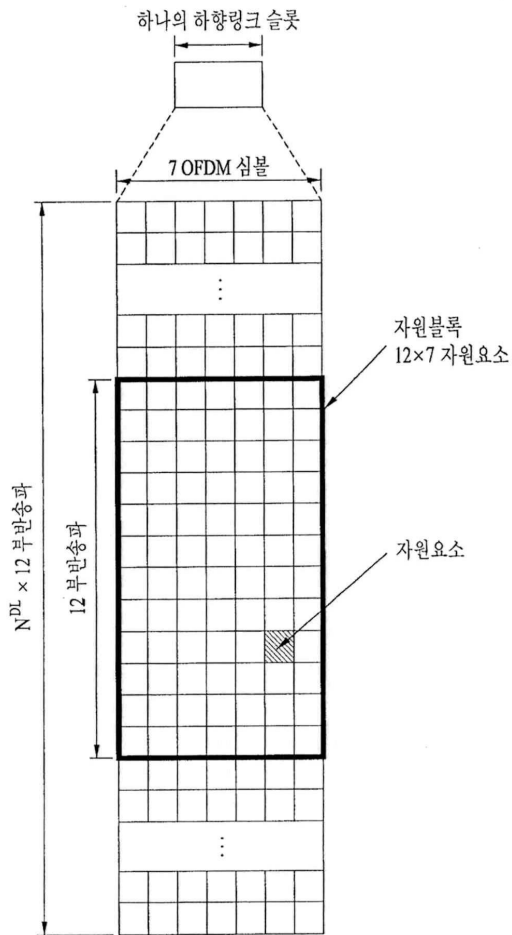 하나의 하향링크 슬롯
7 OFDM 심볼
⋮
자원블록
12×7 자원요소
N^DL × 12 부반송파
12 부반송파
자원요소
⋮